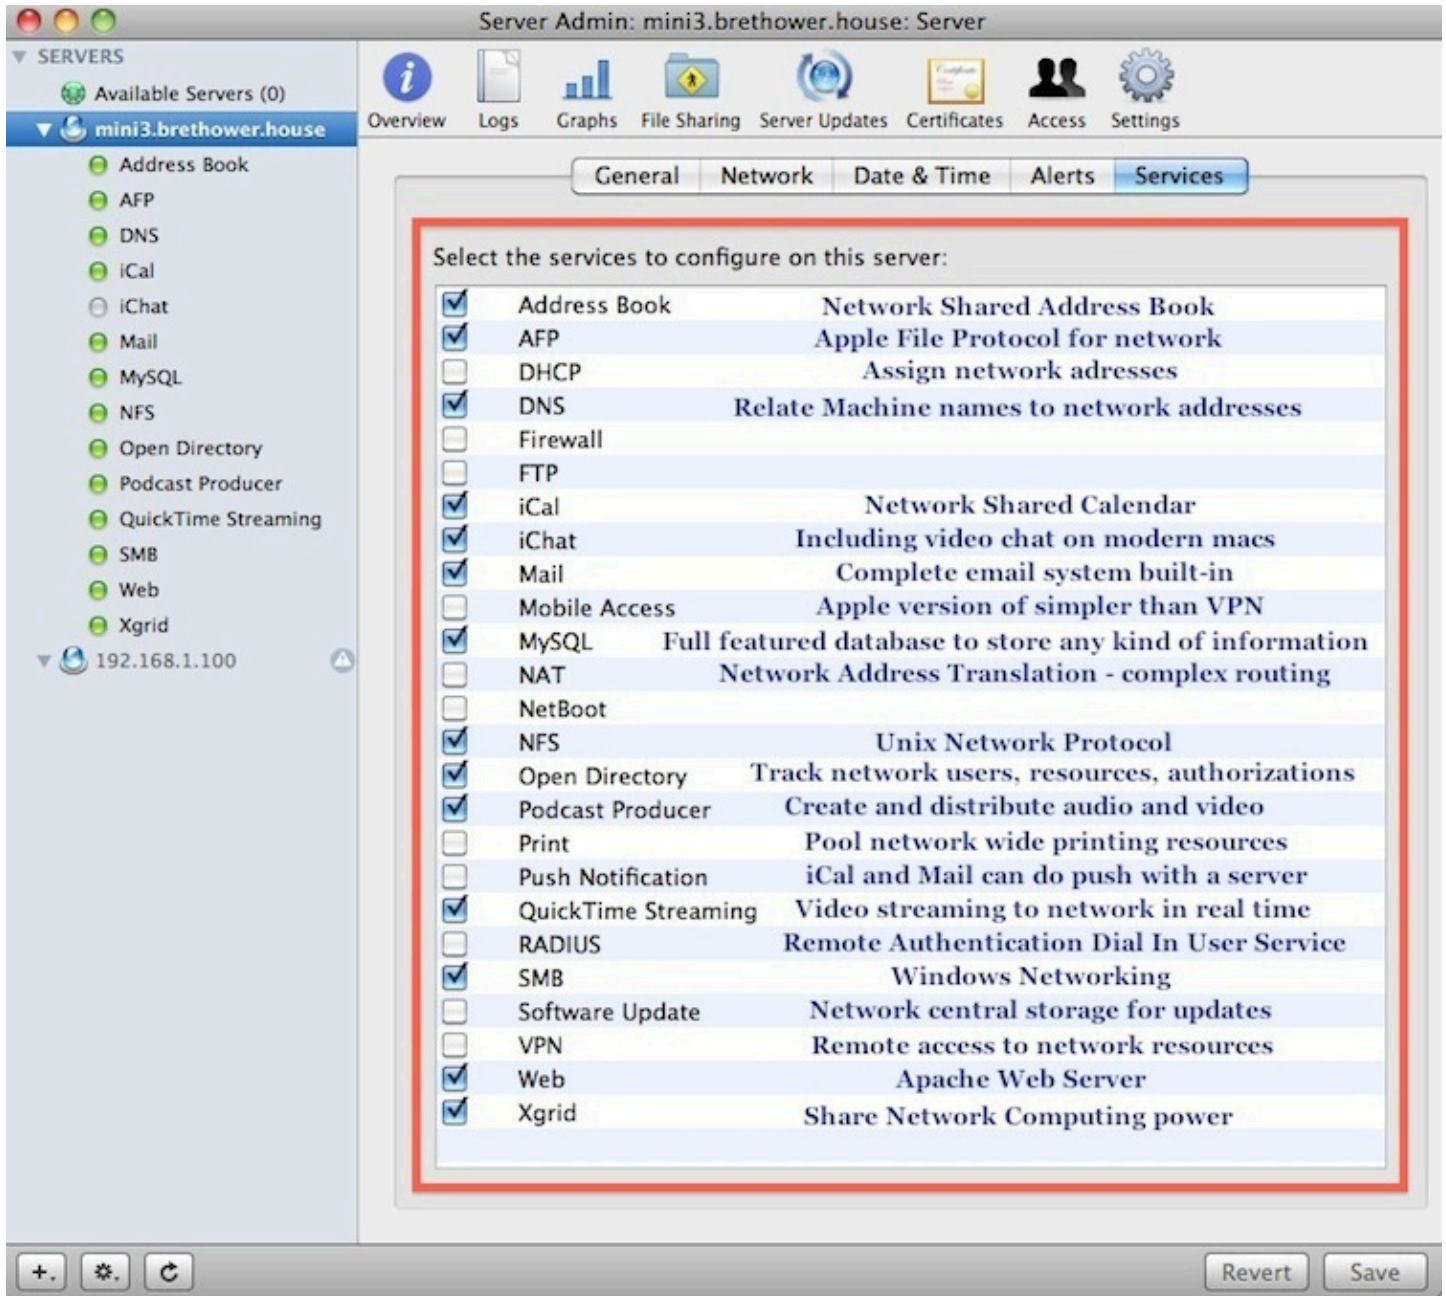 Server Admin: mini3.brethower.house: Server
SERVERS
Available Servers (0)
mini3.brethower.house
Address Book
AFP
DNS
iCal
iChat
Mail
MySQL
NFS
Open Directory
Podcast Producer
QuickTime Streaming
SMB
Web
Xgrid
192.168.1.100
Overview Logs Graphs File Sharing Server Updates Certificates Access Settings
General Network Date & Time Alerts Services
Select the services to configure on this server:
Address Book Network Shared Address Book
AFP Apple File Protocol for network
DHCP Assign network adresses
DNS Relate Machine names to network addresses
Firewall
FTP
iCal Network Shared Calendar
iChat Including video chat on modern macs
Mail Complete email system built-in
Mobile Access Apple version of simpler than VPN
MySQL Full featured database to store any kind of information
NAT Network Address Translation - complex routing
NetBoot
NFS Unix Network Protocol
Open Directory Track network users, resources, authorizations
Podcast Producer Create and distribute audio and video
Print Pool network wide printing resources
Push Notification iCal and Mail can do push with a server
QuickTime Streaming Video streaming to network in real time
RADIUS Remote Authentication Dial In User Service
SMB Windows Networking
Software Update Network central storage for updates
VPN Remote access to network resources
Web Apache Web Server
Xgrid Share Network Computing power
Revert Save